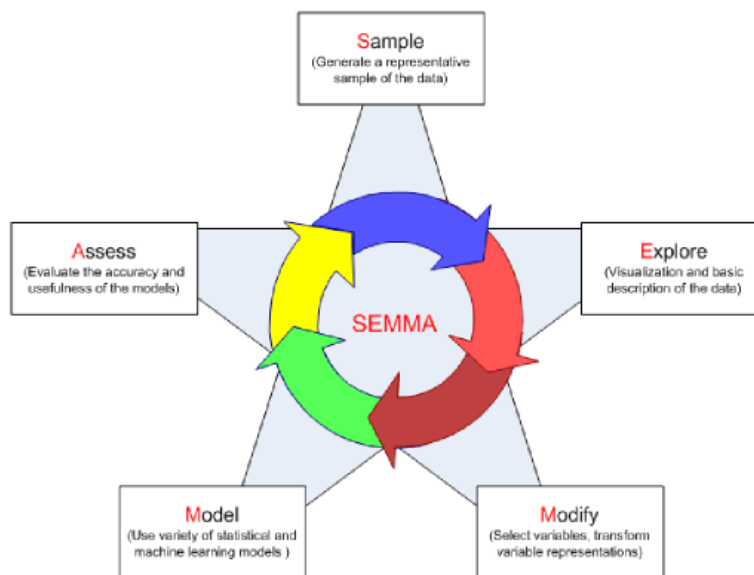 Sample
(Generate a representative
sample of the data)
Assess
(Evaluate the accuracy and
usefulness of the models)
Explore
(Visualization and basic
description of the data)
SEMMA
Model
(Use variety of statistical and
machine learning models )
Modify
(Select variables, transform
variable representations)